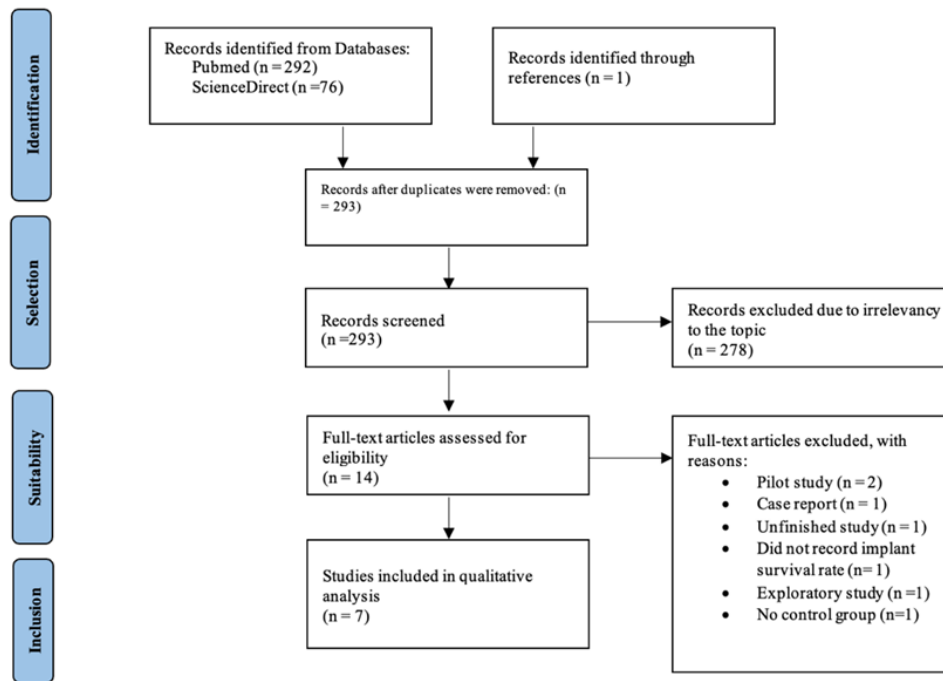 Identification
Records identified from Databases:
Pubmed (n = 292)
ScienceDirect (n =76)
Records identified through
references (n = 1)
Records after duplicates were removed: (n
= 293)
Selection
Records screened
(n =293)
Records excluded due to irrelevancy
to the topic
(n = 278)
Suitability
Full-text articles assessed for
eligibility
(n = 14)
Full-text articles excluded, with
reasons:
• Pilot study (n = 2)
• Case report (n = 1)
• Unfinished study (n = 1)
• Did not record implant
survival rate (n= 1)
• Exploratory study (n =1)
• No control group (n=1)
Inclusion
Studies included in qualitative
analysis
(n = 7)